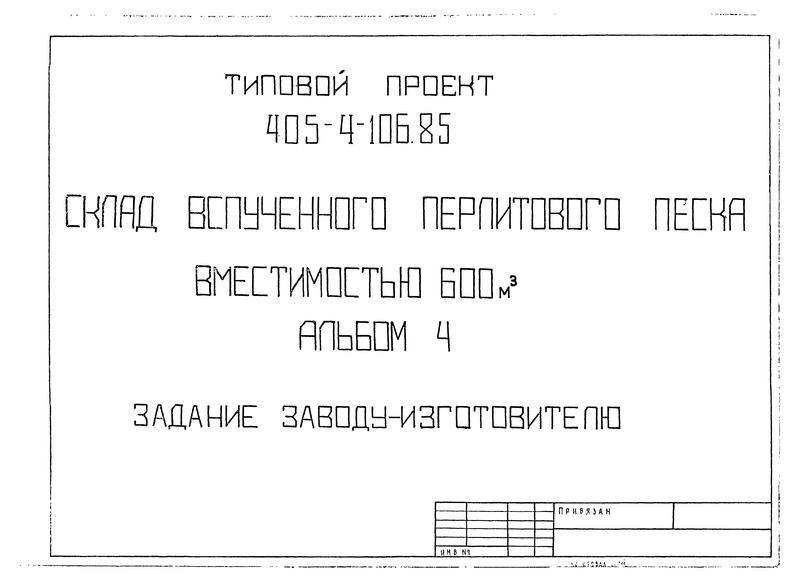 ТИПОВОЙ ПРОЕКТ
405-4-106.85
СКЛАД ВСПУЧЕННОГО ПЕРЛИТОВОГО ПЕСКА
ВМЕСТИМОСТЬЮ 600м³
АЛЬБОМ 4
ЗАДАНИЕ ЗАВОДУ-ИЗГОТОВИТЕЛЮ
ПРИВЯЗАН
ИНВ №